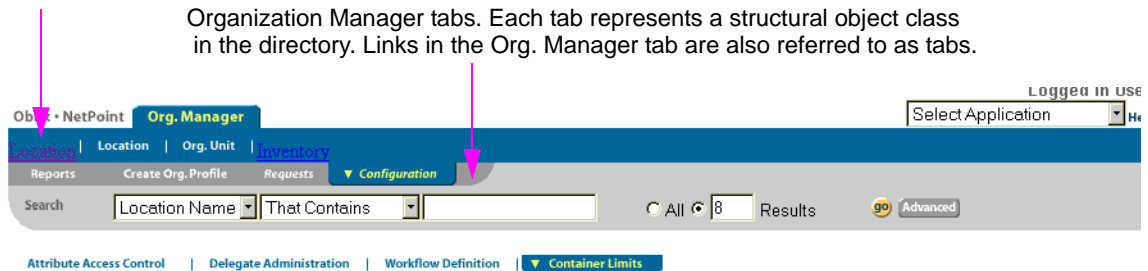 Organization Manager tabs. Each tab represents a structural object class
in the directory. Links in the Org. Manager tab are also referred to as tabs.
Logged in Use
NetPoint Org. Manager Select Application He
Location | Location | Org. Unit | Inventory
Reports Create Org. Profile Requests ▼ Configuration
Search Location Name That Contains All 8 Results go Advanced
Attribute Access Control | Delegate Administration | Workflow Definition | ▼ Container Limits